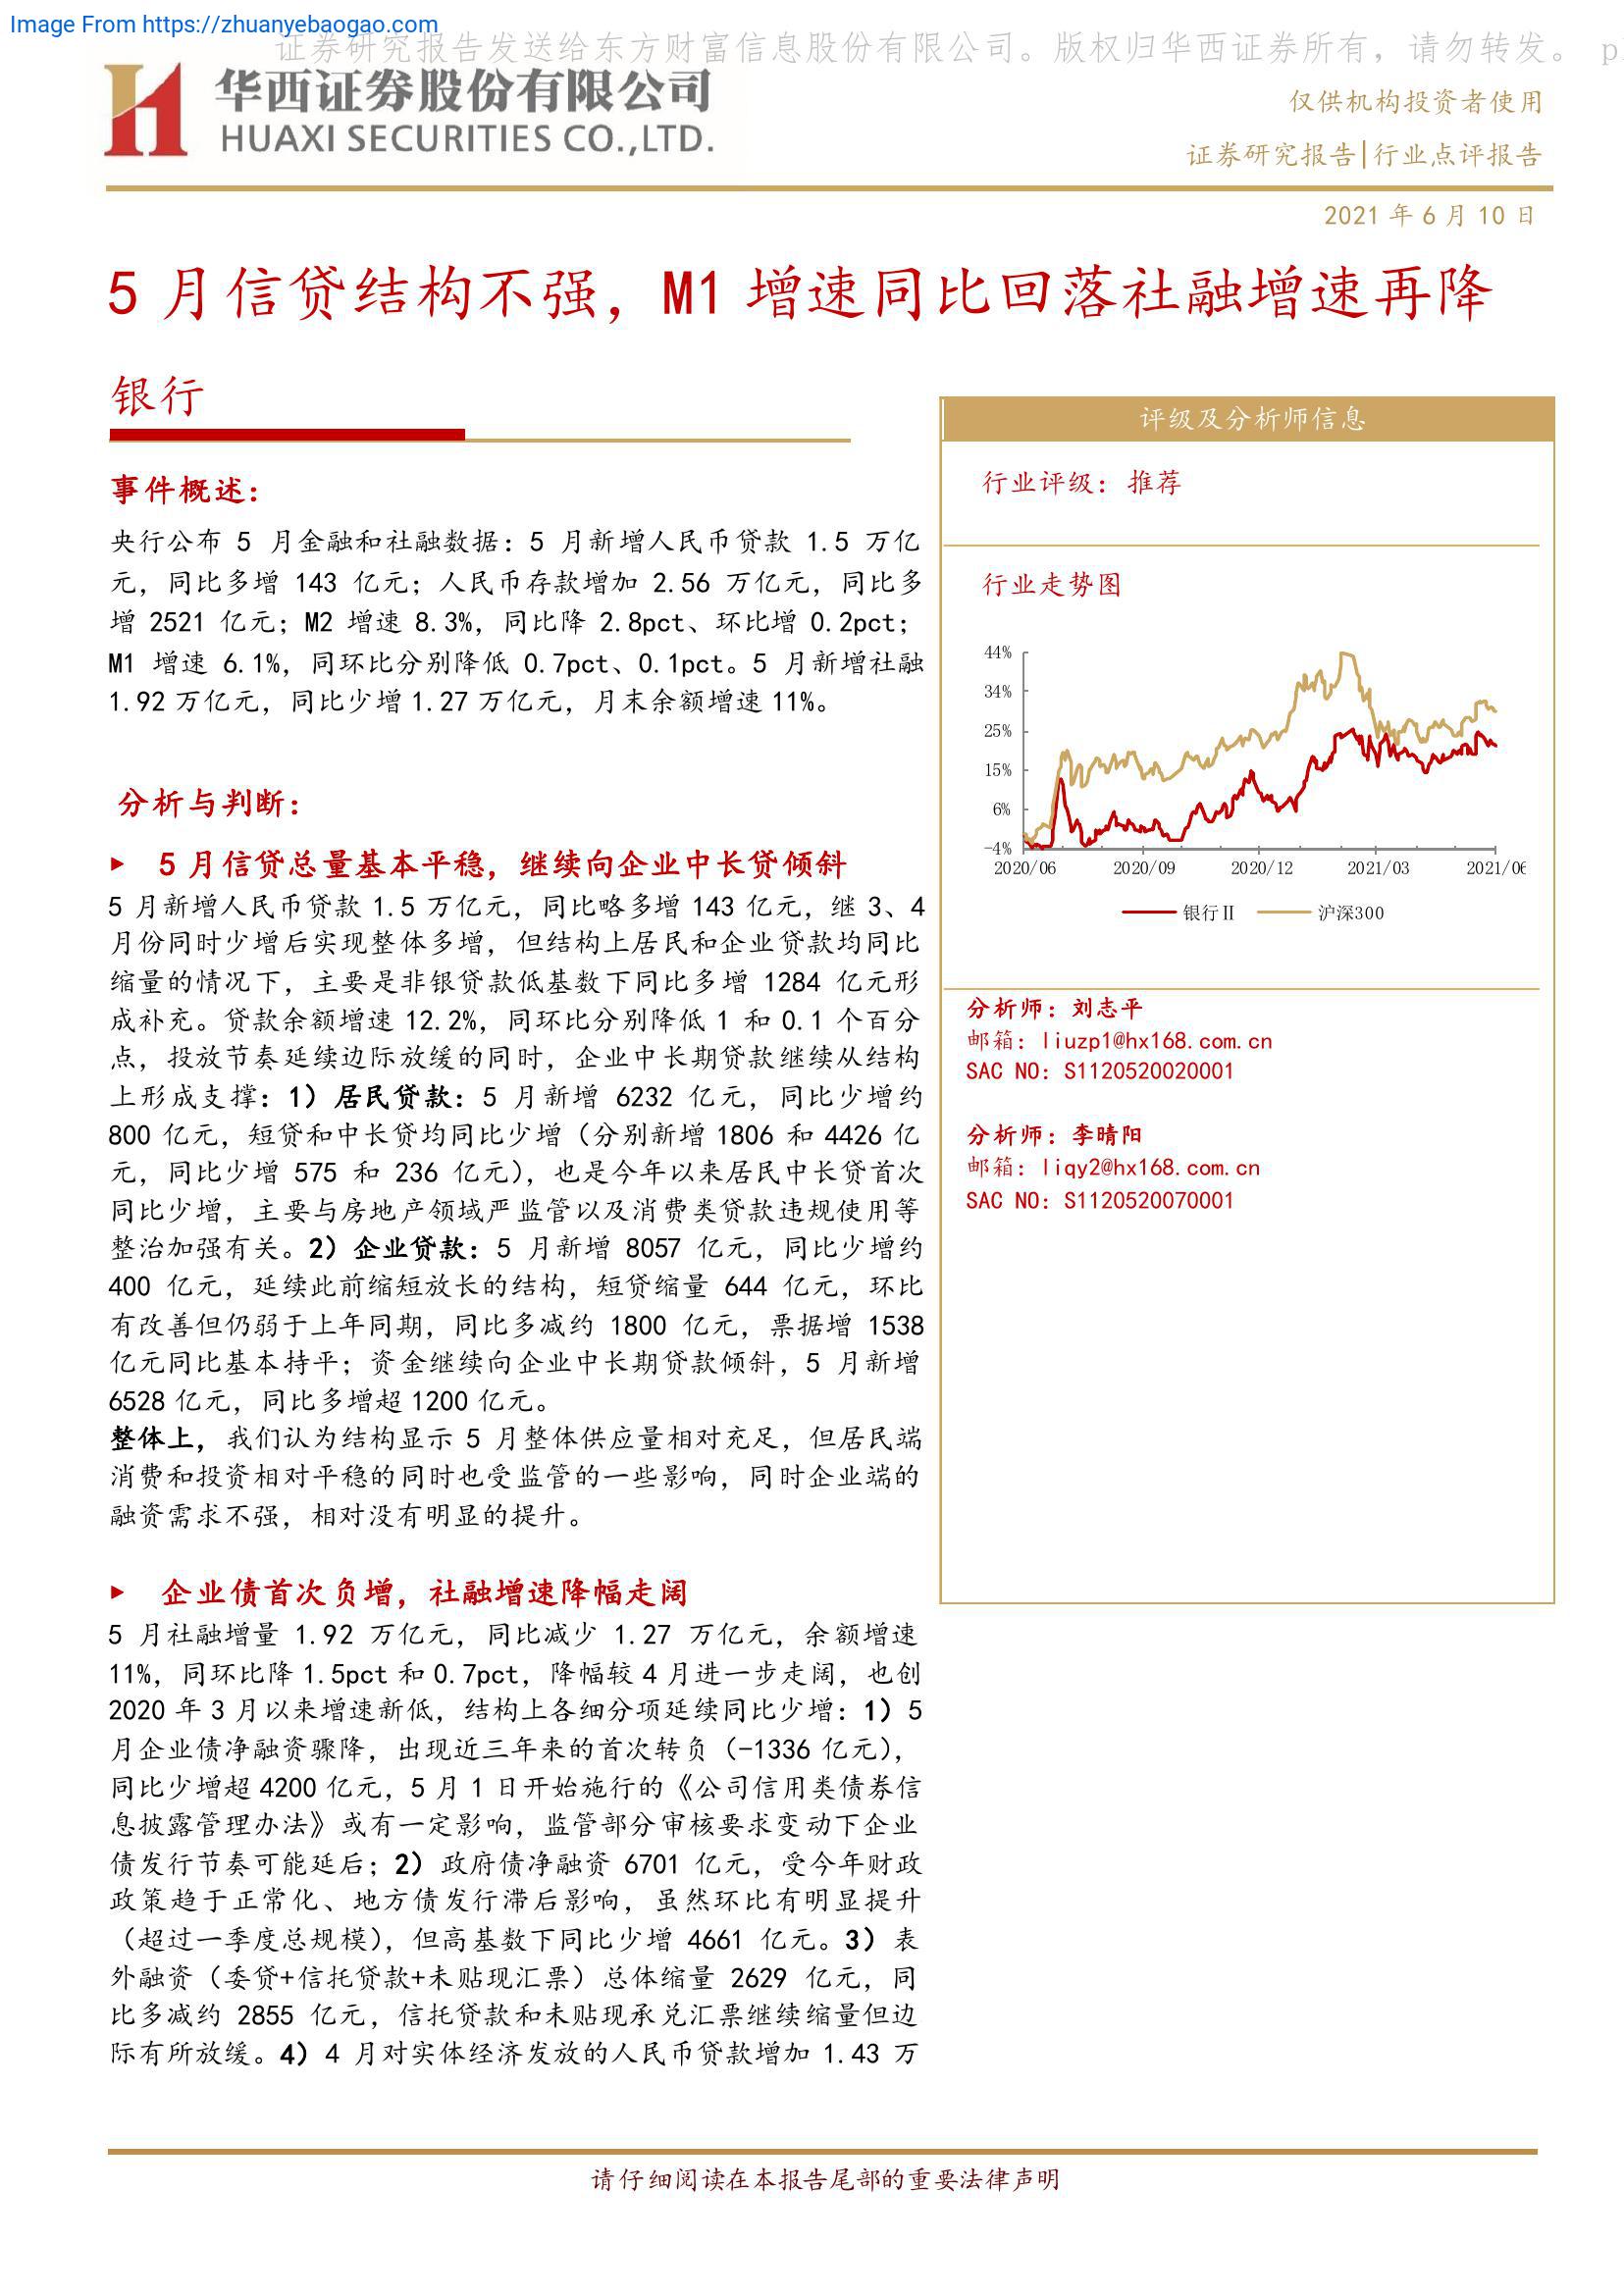 Image From https://zhuanyebaogao.com
证券研究报告发送给东方财富信息股份有限公司。版权归华西证券所有，请勿转发。 p
华西证券股份有限公司
HUAXI SECURITIES CO.,LTD.
仅供机构投资者使用
证券研究报告|行业点评报告
2021 年 6 月 10 日
5 月信贷结构不强，M1 增速同比回落社融增速再降
银行
事件概述：
央行公布 5 月金融和社融数据：5 月新增人民币贷款 1.5 万亿
元，同比多增 143 亿元；人民币存款增加 2.56 万亿元，同比多
增 2521 亿元；M2 增速 8.3%，同比降 2.8pct、环比增 0.2pct；
M1 增速 6.1%，同环比分别降低 0.7pct、0.1pct。5 月新增社融
1.92 万亿元，同比少增 1.27 万亿元，月末余额增速 11%。
分析与判断：
▶ 5 月信贷总量基本平稳，继续向企业中长贷倾斜
5 月新增人民币贷款 1.5 万亿元，同比略多增 143 亿元，继 3、4
月份同时少增后实现整体多增，但结构上居民和企业贷款均同比
缩量的情况下，主要是非银贷款低基数下同比多增 1284 亿元形
成补充。贷款余额增速 12.2%，同环比分别降低 1 和 0.1 个百分
点，投放节奏延续边际放缓的同时，企业中长期贷款继续从结构
上形成支撑：1）居民贷款：5 月新增 6232 亿元，同比少增约
800 亿元，短贷和中长贷均同比少增（分别新增 1806 和 4426 亿
元，同比少增 575 和 236 亿元），也是今年以来居民中长贷首次
同比少增，主要与房地产领域严监管以及消费类贷款违规使用等
整治加强有关。2）企业贷款：5 月新增 8057 亿元，同比少增约
400 亿元，延续此前缩短放长的结构，短贷缩量 644 亿元，环比
有改善但仍弱于上年同期，同比多减约 1800 亿元，票据增 1538
亿元同比基本持平；资金继续向企业中长期贷款倾斜，5 月新增
6528 亿元，同比多增超 1200 亿元。
整体上，我们认为结构显示 5 月整体供应量相对充足，但居民端
消费和投资相对平稳的同时也受监管的一些影响，同时企业端的
融资需求不强，相对没有明显的提升。
▶ 企业债首次负增，社融增速降幅走阔
5 月社融增量 1.92 万亿元，同比减少 1.27 万亿元，余额增速
11%，同环比降 1.5pct 和 0.7pct，降幅较 4 月进一步走阔，也创
2020 年 3 月以来增速新低，结构上各细分项延续同比少增：1）5
月企业债净融资骤降，出现近三年来的首次转负（-1336 亿元），
同比少增超 4200 亿元，5 月 1 日开始施行的《公司信用类债券信
息披露管理办法》或有一定影响，监管部分审核要求变动下企业
债发行节奏可能延后；2）政府债净融资 6701 亿元，受今年财政
政策趋于正常化、地方债发行滞后影响，虽然环比有明显提升
（超过一季度总规模），但高基数下同比少增 4661 亿元。3）表
外融资（委贷+信托贷款+未贴现汇票）总体缩量 2629 亿元，同
比多减约 2855 亿元，信托贷款和未贴现承兑汇票继续缩量但边
际有所放缓。4）4 月对实体经济发放的人民币贷款增加 1.43 万
评级及分析师信息
行业评级：推荐
行业走势图
44%
34%
25%
15%
6%
-4%
2020/06 2020/09 2020/12 2021/03 2021/06
银行Ⅱ 沪深300
分析师：刘志平
邮箱：liuzp1@hx168.com.cn
SAC NO：S1120520020001
分析师：李晴阳
邮箱：liqy2@hx168.com.cn
SAC NO：S1120520070001
请仔细阅读在本报告尾部的重要法律声明